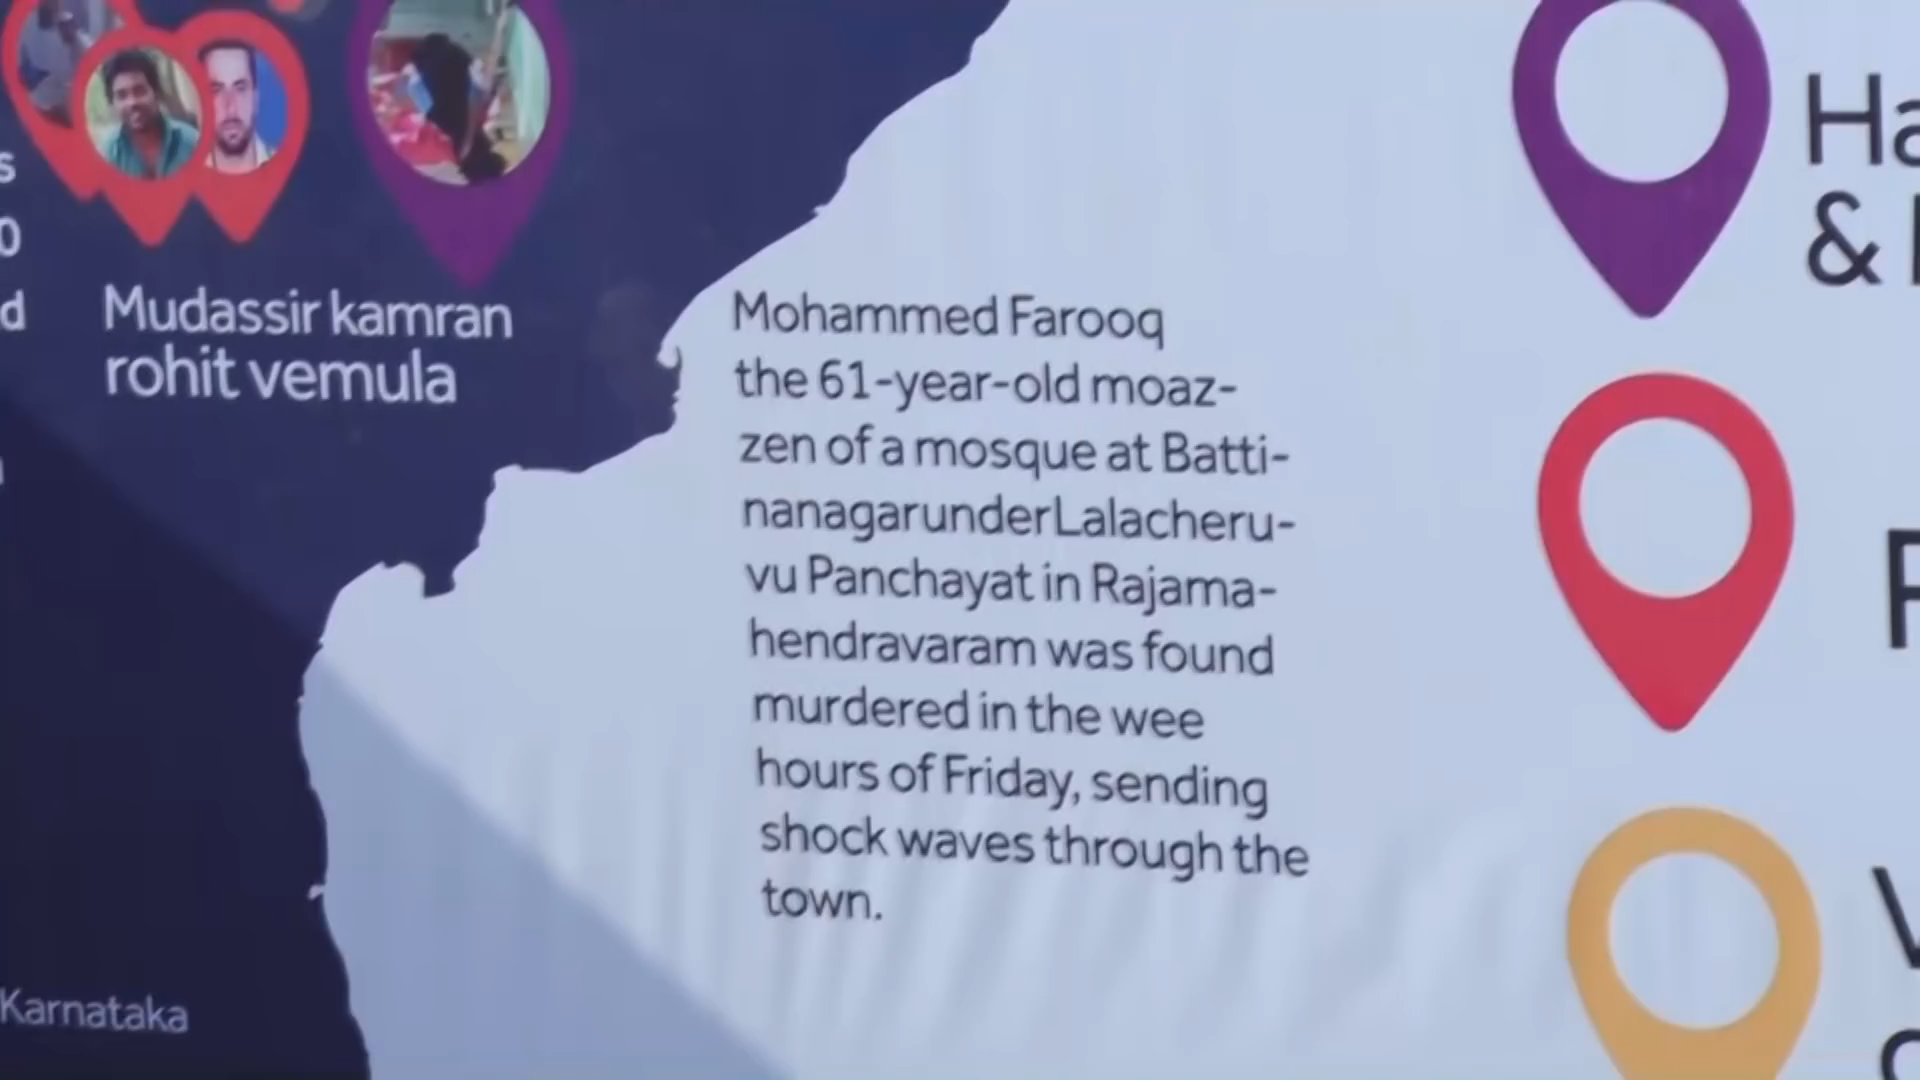 s
0
d
Mudassir kamran
rohit vemula
Mohammed Farooq
the 61-year-old moaz-
zen of a mosque at Batti-
nanagarunderLalacheru-
vu Panchayat in Rajama-
hendravaram was found
murdered in the wee
hours of Friday, sending
shock waves through the
town.
Karnataka
Ha
&